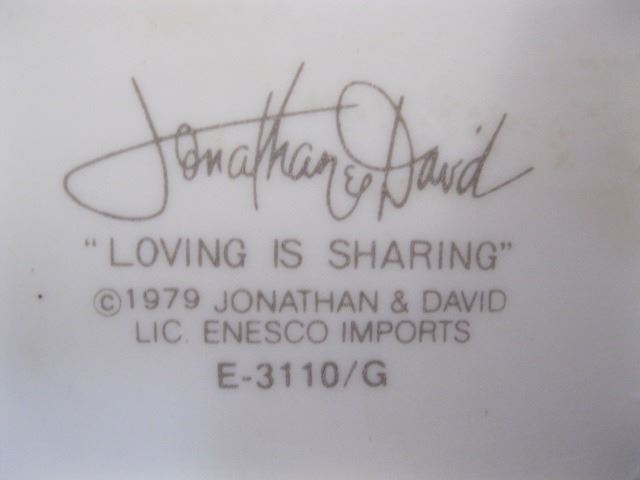 Jonathan & David
"LOVING IS SHARING"
©1979 JONATHAN & DAVID
LIC. ENESCO IMPORTS
E-3110/G